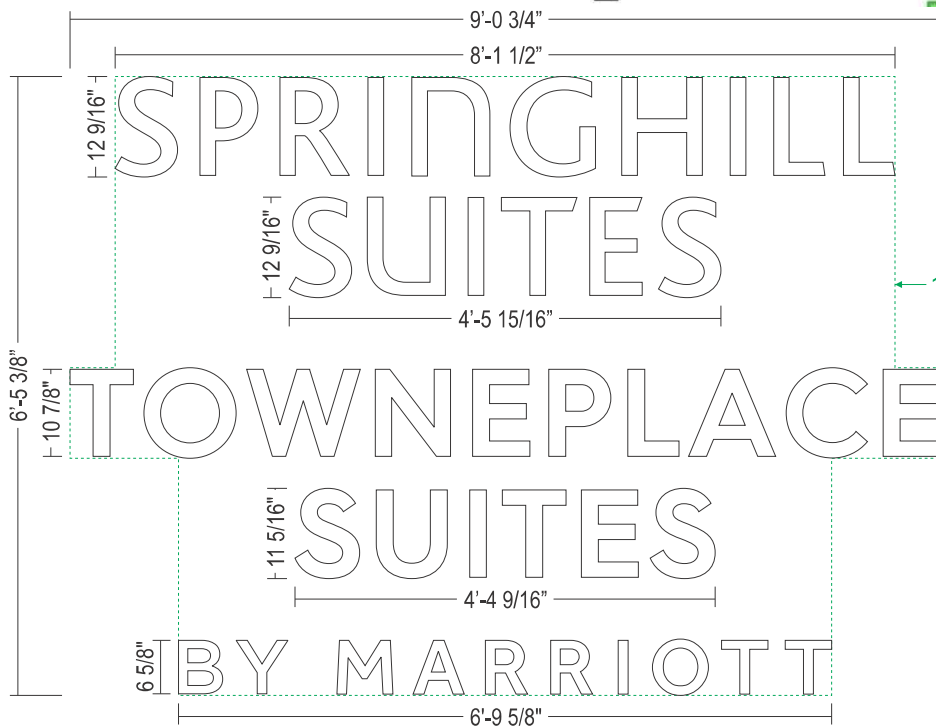 9’-0 3/4”
8’-1 1/2”
12 9/16"
SPRINGHILL
12 9/16"
SUITES
4’-5 15/16”
6’-5 3/8”
10 7/8"
TOWNEPLACE
11 5/16"
SUITES
4’-4 9/16”
6 5/8"
BY MARRIOTT
6’-9 5/8"